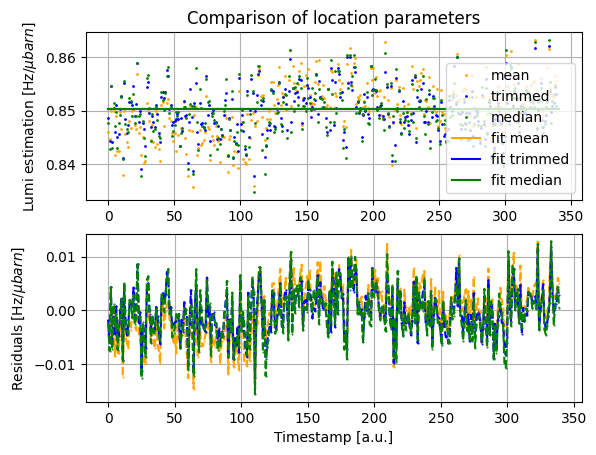 Comparison of location parameters
Lumi estimation [Hz/μbarn]
0.86
0.85
0.84
mean
trimmed
median
fit mean
fit trimmed
fit median
0 50 100 150 200 250 300 350
Residuals [Hz/μbarn]
0.01
0.00
−0.01
0 50 100 150 200 250 300 350
Timestamp [a.u.]